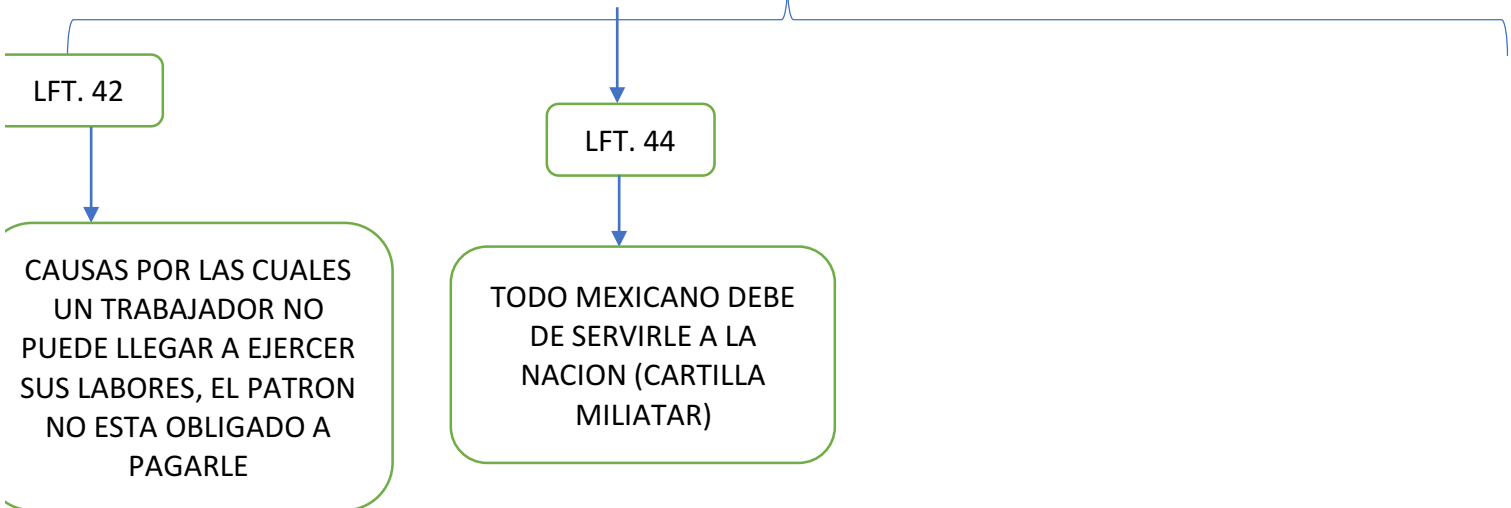 LFT. 42
CAUSAS POR LAS CUALES
UN TRABAJADOR NO
PUEDE LLEGAR A EJERCER
SUS LABORES, EL PATRON
NO ESTA OBLIGADO A
PAGARLE
LFT. 44
TODO MEXICANO DEBE
DE SERVIRLE A LA
NACION (CARTILLA
MILIATAR)